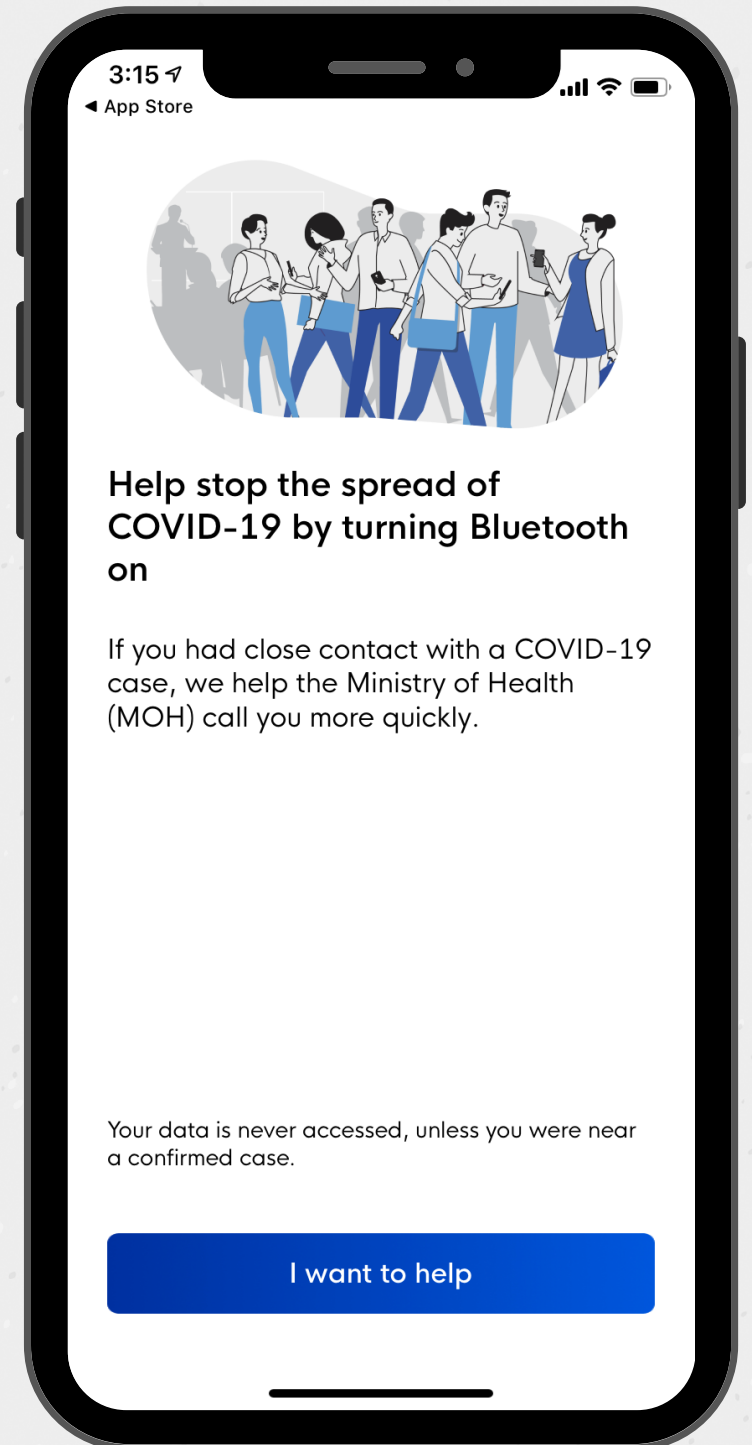 3:15
◀ App Store
Help stop the spread of
COVID-19 by turning Bluetooth
on
If you had close contact with a COVID-19
case, we help the Ministry of Health
(MOH) call you more quickly.
Your data is never accessed, unless you were near
a confirmed case.
I want to help